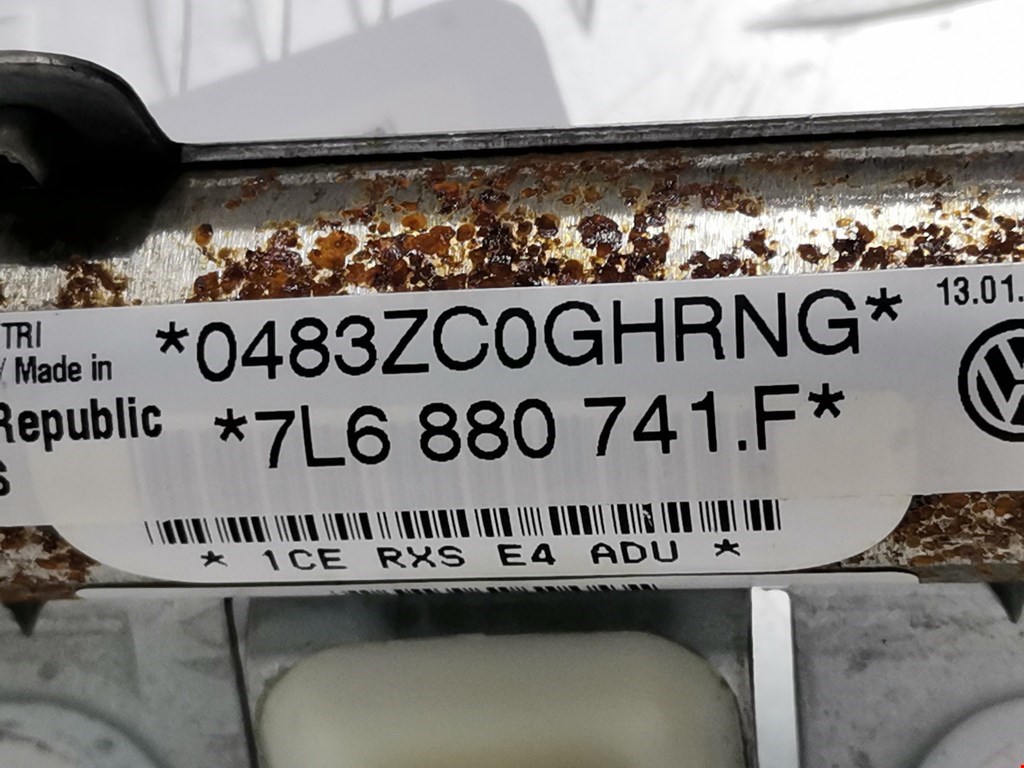 TRI
*0483ZC0GHRNG*
13.01.
Made in
Republic
*7L6 880 741.F*
S
* 1CE RXS E4 ADU *